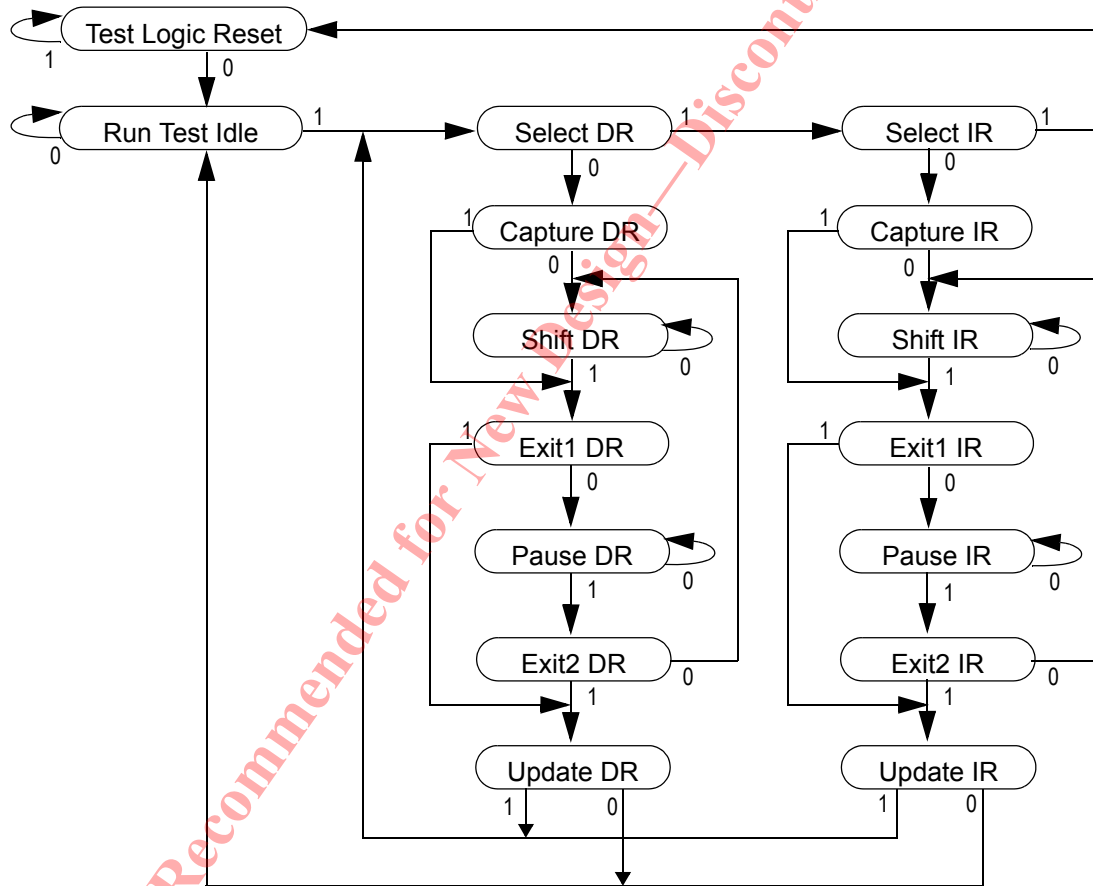 Test Logic Reset
1
0
Run Test Idle
1
Select DR
1
Select IR
1
0
0
0
1
Capture DR
1
Capture IR
0
0
Shift DR
Shift IR
0
0
1
1
1
Exit1 DR
1
Exit1 IR
0
0
Pause DR
Pause IR
0
0
1
1
Exit2 DR
Exit2 IR
0
0
1
1
Update DR
Update IR
1
0
1
0
Recommended for New Design—Discontinu